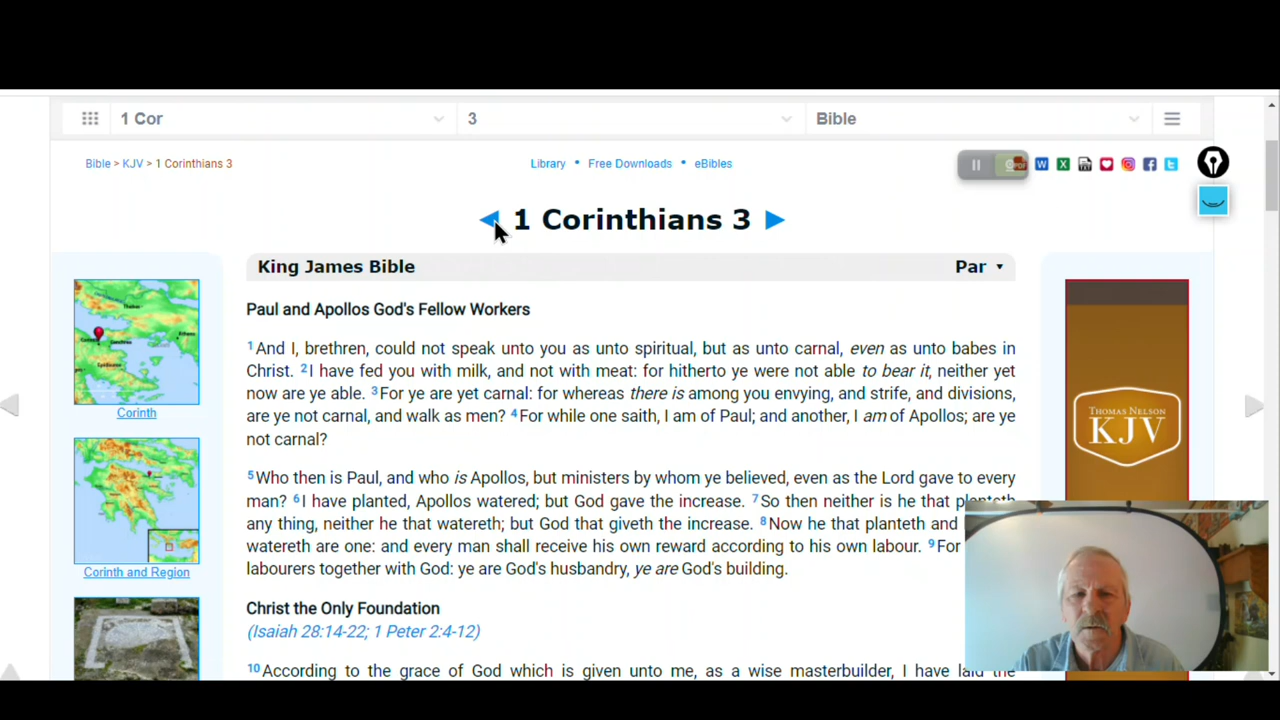 1 Cor 3 Bible
Bible > KJV > 1 Corinthians 3 Library • Free Downloads • eBibles
1 Corinthians 3
King James Bible Par
Paul and Apollos God's Fellow Workers
1And I, brethren, could not speak unto you as unto spiritual, but as unto carnal, even as unto babes in
Christ. 2I have fed you with milk, and not with meat: for hitherto ye were not able to bear it, neither yet
now are ye able. 3For ye are yet carnal: for whereas there is among you envying, and strife, and divisions,
are ye not carnal, and walk as men? 4For while one saith, I am of Paul; and another, I am of Apollos; are ye
not carnal?
5Who then is Paul, and who is Apollos, but ministers by whom ye believed, even as the Lord gave to every
man? 6I have planted, Apollos watered; but God gave the increase. 7So then neither is he that planteth
any thing, neither he that watereth; but God that giveth the increase. 8Now he that planteth and
watereth are one: and every man shall receive his own reward according to his own labour. 9For
labourers together with God: ye are God's husbandry, ye are God's building.
Christ the Only Foundation
(Isaiah 28:14-22; 1 Peter 2:4-12)
10According to the grace of God which is given unto me, as a wise masterbuilder, I have laid the
Corinth
Corinth and Region
THOMAS NELSON
KJV